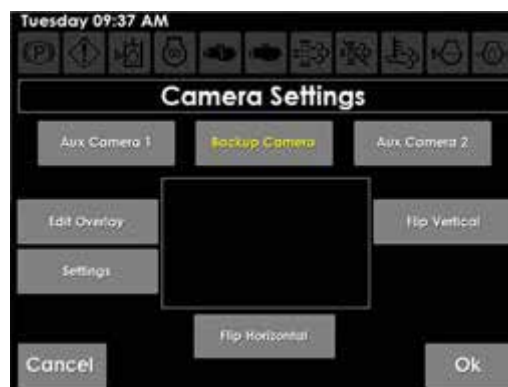 Tuesday 09:37 AM
(P)
Camera Settings
Aux Camera 1
Backup Camera
Aux Camera 2
Edit Overlay
Flip Vertical
Settings
Flip Horizontal
Cancel
Ok